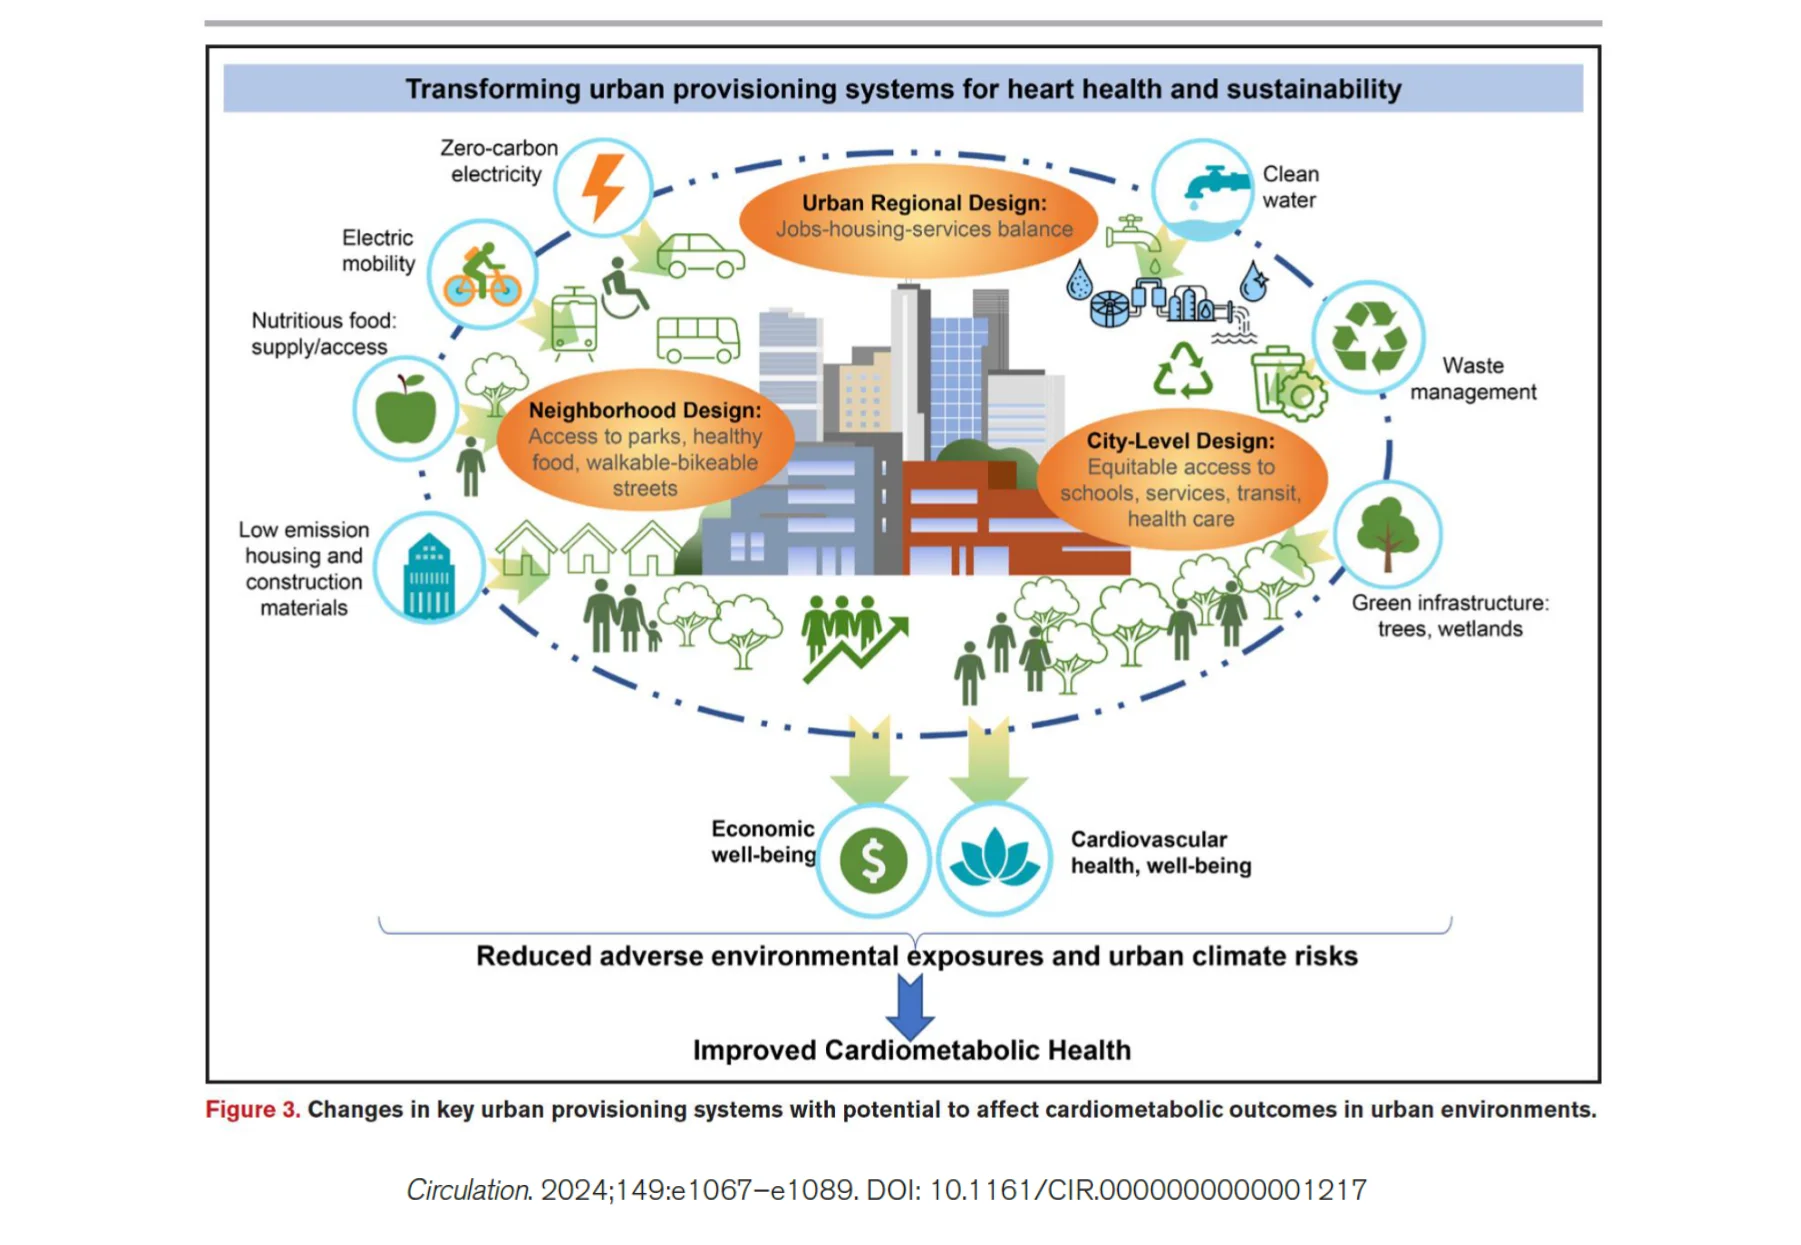 Transforming urban provisioning systems for heart health and sustainability
Zero-carbon
electricity
Electric
mobility
Nutritious food:
supply/access
Low emission
housing and
construction
materials
Urban Regional Design:
Jobs-housing-services balance
Neighborhood Design:
Access to parks, healthy
food, walkable-bikeable
streets
City-Level Design:
Equitable access to
schools, services, transit,
health care
Clean
water
Waste
management
Green infrastructure:
trees, wetlands
Economic
well-being
$
Cardiovascular
health, well-being
Reduced adverse environmental exposures and urban climate risks
Improved Cardiometabolic Health
Figure 3. Changes in key urban provisioning systems with potential to affect cardiometabolic outcomes in urban environments.
Circulation. 2024;149:e1067–e1089. DOI: 10.1161/CIR.0000000000001217